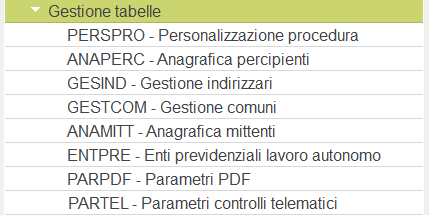 Gestione tabelle
PERSPRO - Personalizzazione procedura
ANAPERC - Anagrafica percipienti
GESIND - Gestione indirizzari
GESTCOM - Gestione comuni
ANAMITT - Anagrafica mittenti
ENTPRE - Enti previdenziali lavoro autonomo
PARPDF - Parametri PDF
PARTEL - Parametri controlli telematici